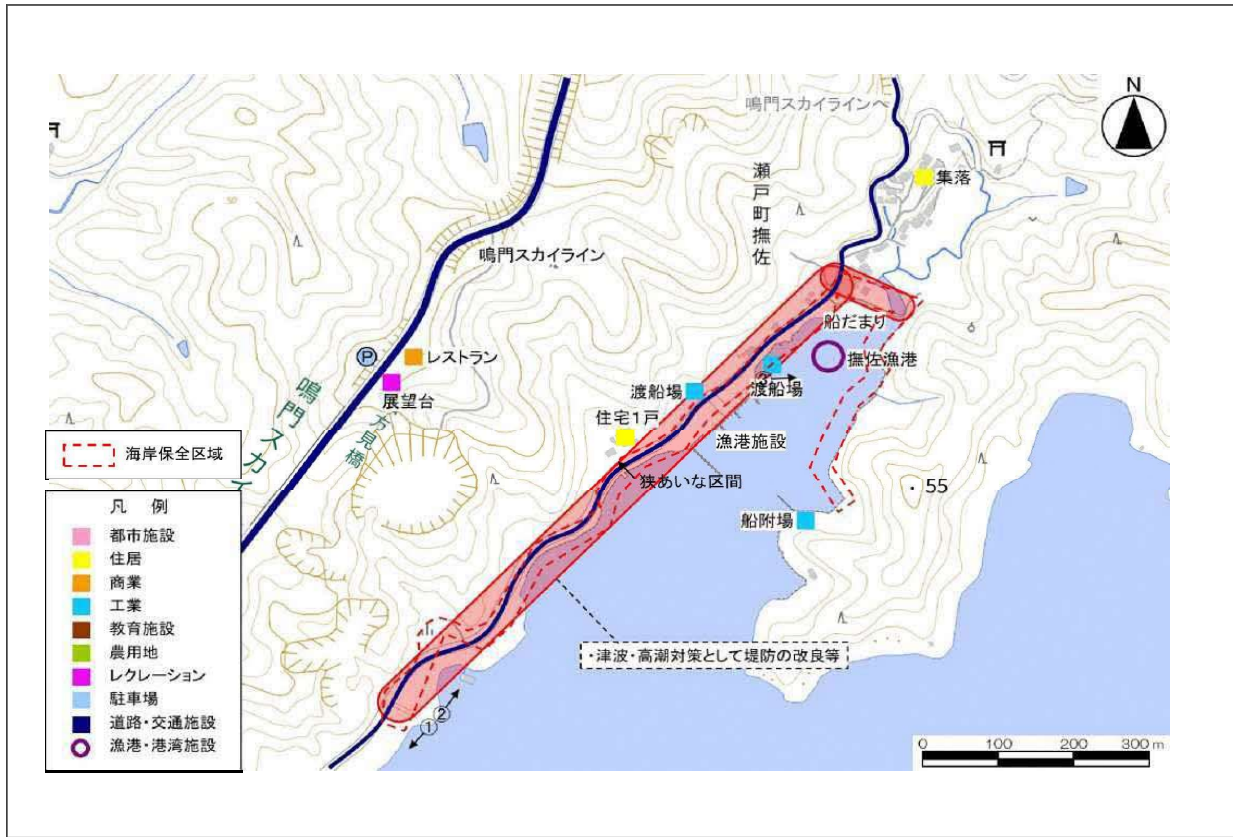 鳴門スカイラインへ
N
瀬戸町撫佐
集落
50
鳴門スカイライン
船だまり
撫佐漁港
P
レストラン
展望台
渡船場
渡船場
③
住宅1戸
漁港施設
狭あいな区間
鳴門スカイ
方見橋
・55
船附場
海岸保全区域
凡 例
都市施設
住居
商業
工業
教育施設
農用地
レクレーション
駐車場
道路・交通施設
漁港・港湾施設
・津波・高潮対策として堤防の改良等
②
①
0 100 200 300 m